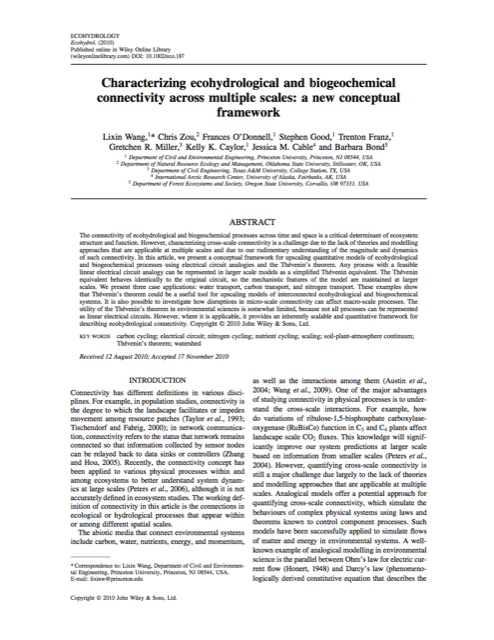 ECOHYDROLOGY
Ecohydrol. (2010)
Published online in Wiley Online Library
(wileyonlinelibrary.com) DOI: 10.1002/eco.187
Characterizing ecohydrological and biogeochemical
connectivity across multiple scales: a new conceptual
framework
Lixin Wang,1* Chris Zou,2 Frances O'Donnell,1 Stephen Good,1 Trenton Franz,1
Gretchen R. Miller,3 Kelly K. Caylor,1 Jessica M. Cable4 and Barbara Bond5
1 Department of Civil and Environmental Engineering, Princeton University, Princeton, NJ 08544, USA
2 Department of Natural Resource Ecology and Management, Oklahoma State University, Stillwater, OK, USA
3 Department of Civil Engineering, Texas A&M University, College Station, TX, USA
4 International Arctic Research Center, University of Alaska, Fairbanks, AK, USA
5 Department of Forest Ecosystems and Society, Oregon State University, Corvallis, OR 97331, USA
ABSTRACT
The connectivity of ecohydrological and biogeochemical processes across time and space is a critical determinant of ecosystem
structure and function. However, characterizing cross-scale connectivity is a challenge due to the lack of theories and modelling
approaches that are applicable at multiple scales and due to our rudimentary understanding of the magnitude and dynamics
of such connectivity. In this article, we present a conceptual framework for upscaling quantitative models of ecohydrological
and biogeochemical processes using electrical circuit analogies and the Thévenin's theorem. Any process with a feasible
linear electrical circuit analogy can be represented in larger scale models as a simplified Thévenin equivalent. The Thévenin
equivalent behaves identically to the original circuit, so the mechanistic features of the model are maintained at larger
scales. We present three case applications: water transport, carbon transport, and nitrogen transport. These examples show
that Thévenin's theorem could be a useful tool for upscaling models of interconnected ecohydrological and biogeochemical
systems. It is also possible to investigate how disruptions in micro-scale connectivity can affect macro-scale processes. The
utility of the Thévenin's theorem in environmental sciences is somewhat limited, because not all processes can be represented
as linear electrical circuits. However, where it is applicable, it provides an inherently scalable and quantitative framework for
describing ecohydrological connectivity. Copyright © 2010 John Wiley & Sons, Ltd.
KEY WORDS carbon cycling; electrical circuit; nitrogen cycling; nutrient cycling; scaling; soil-plant-atmosphere continuum;
Thévenin's theorem; watershed
Received 12 August 2010; Accepted 17 November 2010
INTRODUCTION
Connectivity has different definitions in various disci-
plines. For example, in population studies, connectivity is
the degree to which the landscape facilitates or impedes
movement among resource patches (Taylor et al., 1993;
Tischendorf and Fahrig, 2000); in network communica-
tion, connectivity refers to the status that network remains
connected so that information collected by sensor nodes
can be relayed back to data sinks or controllers (Zhang
and Hou, 2005). Recently, the connectivity concept has
been applied to various physical processes within and
among ecosystems to better understand system dynam-
ics at large scales (Peters et al., 2006), although it is not
accurately defined in ecosystem studies. The working def-
inition of connectivity in this article is the connections in
ecological or hydrological processes that appear within
or among different spatial scales.
The abiotic media that connect environmental systems
include carbon, water, nutrients, energy, and momentum,
* Correspondence to: Lixin Wang, Department of Civil and Environmen-
tal Engineering, Princeton University, Princeton, NJ 08544, USA.
E-mail: lixinw@princeton.edu
as well as the interactions among them (Austin et al.,
2004; Wang et al., 2009). One of the major advantages
of studying connectivity in physical processes is to under-
stand the cross-scale interactions. For example, how
do variations of ribulose-1,5-bisphosphate carboxylase-
oxygenase (RuBisCo) function in C3 and C4 plants affect
landscape scale CO2 fluxes. This knowledge will signif-
icantly improve our system predictions at larger scale
based on information from smaller scales (Peters et al.,
2004). However, quantifying cross-scale connectivity is
still a major challenge due largely to the lack of theories
and modelling approaches that are applicable at multiple
scales. Analogical models offer a potential approach for
quantifying cross-scale connectivity, which simulate the
behaviours of complex physical systems using laws and
theorems known to control component processes. Such
models have been successfully applied to simulate flows
of matter and energy in environmental systems. A well-
known example of analogical modelling in environmental
science is the parallel between Ohm's law for electric cur-
rent flow (Honert, 1948) and Darcy's law (phenomeno-
logically derived constitutive equation that describes the
Copyright © 2010 John Wiley & Sons, Ltd.